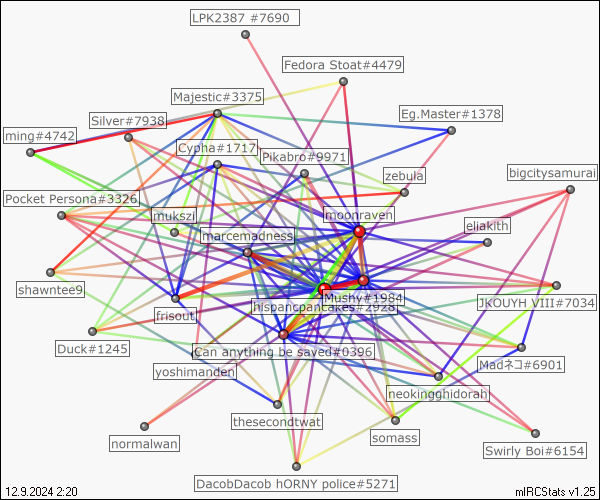 LPK2387 #7690
Fedora Stoat#4479
Majestic#3375
Eg.Master#1378
Silver#7938
ming#4742
Cypha#1717
Pikabro#9971
bigcitysamurai
zebula
Pocket Persona#3326
mukszi
moonraven
eliakith
marcemadness
shawntee9
Mushy#1984
JKOUYH VIII#7034
frisout
hispancpancakes#2928
Duck#1245
Can anything be saved#0396
Madネコ#6901
yoshimanden
neokingghidorah
thesecondtwat
somass
normalwan
Swirly Boi#6154
DacobDacob hORNY police#5271
12.9.2024 2:20
mIRCStats v1.25